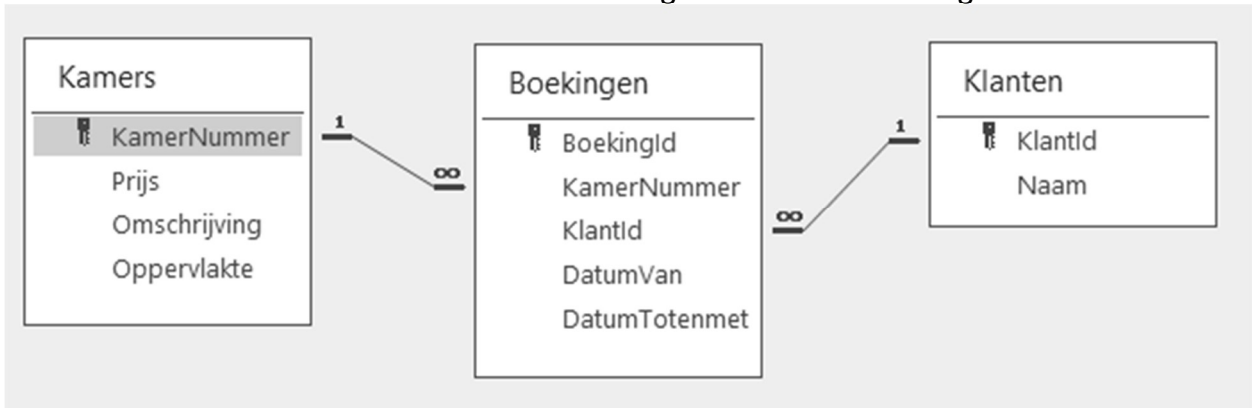 Kamers
KamerNummer
Prijs
Omschrijving
Oppervlakte
1
∞
Boekingen
BoekingId
KamerNummer
KlantId
DatumVan
DatumTotenmet
∞
1
Klanten
KlantId
Naam